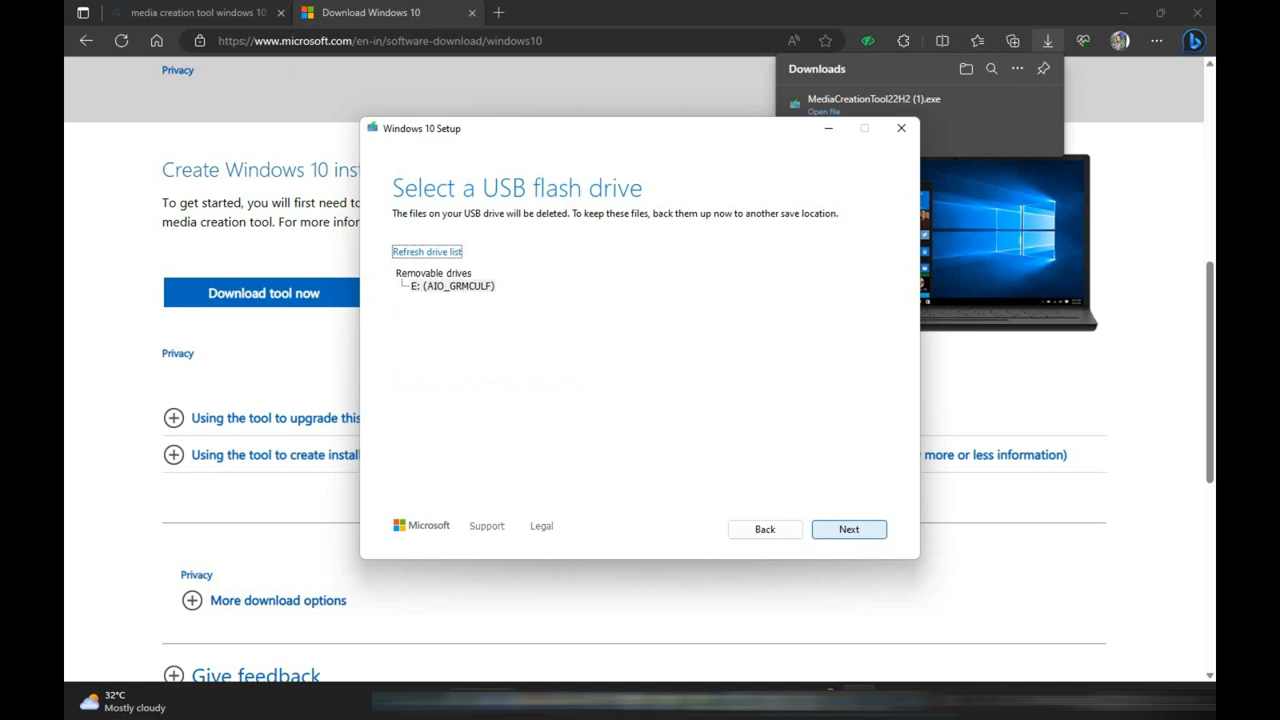 media creation tool windows 10
Download Windows 10
https://www.microsoft.com/en-in/software-download/windows10
Privacy
Downloads
MediaCreationTool22H2 (1).exe
Open file
Windows 10 Setup
Create Windows 10 inst
To get started, you will first need to
media creation tool. For more infor
Select a USB flash drive
The files on your USB drive will be deleted. To keep these files, back them up now to another save location.
Refresh drive list
Removable drives
E: (AIO_GRMCULF)
Download tool now
Privacy
Using the tool to upgrade this
Using the tool to create install
more or less information)
Microsoft
Support
Legal
Back
Next
Privacy
More download options
Give feedback
32°C
Mostly cloudy